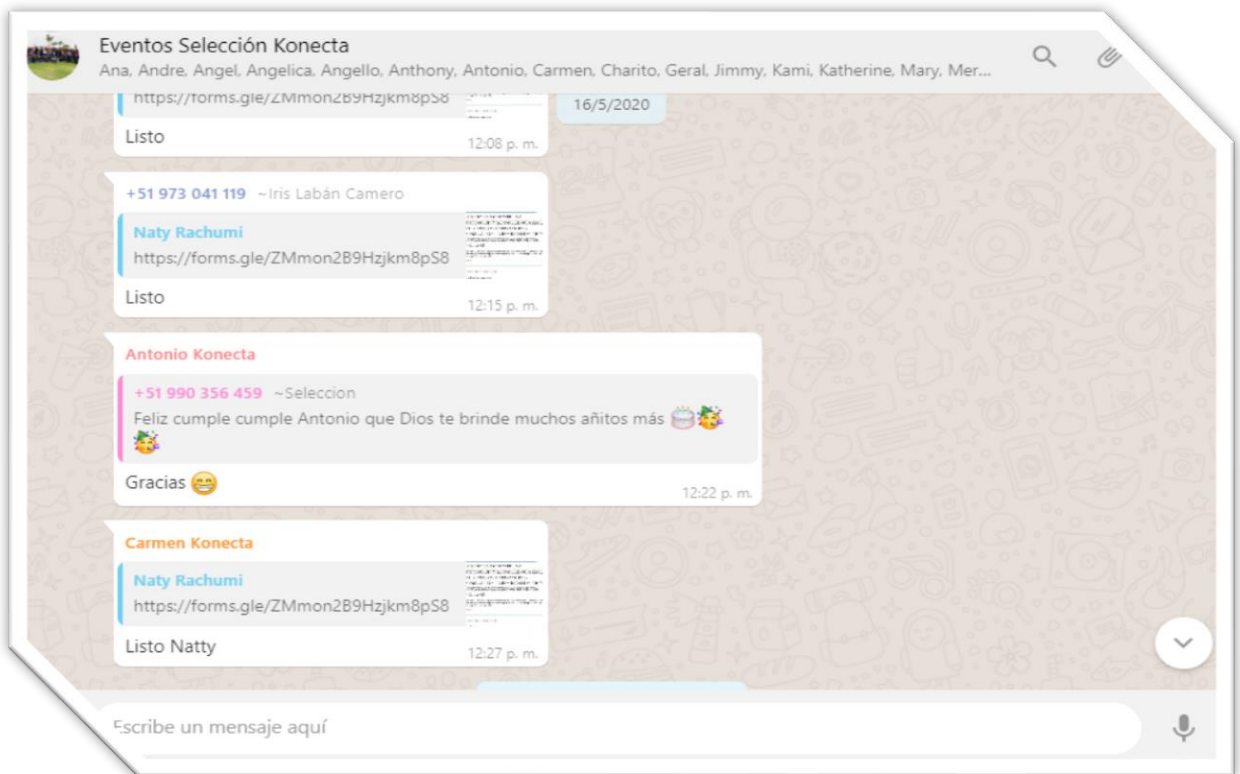 Eventos Selección Konecta
Ana, Andre, Angel, Angelica, Angello, Anthony, Antonio, Carmen, Charito, Geral, Jimmy, Kami, Katherine, Mary, Mer...
https://forms.gle/ZMmon2B9Hzjkm8pS8
16/5/2020
Listo
12:08 p. m.
+51 973 041 119 ~Iris Labán Camero
Naty Rachumi
https://forms.gle/ZMmon2B9Hzjkm8pS8
Listo
12:15 p. m.
Antonio Konecta
+51 990 356 459 ~Seleccion
Feliz cumple cumple Antonio que Dios te brinde muchos añitos más 🎂🥳
🥳
Gracias 😁
12:22 p. m.
Carmen Konecta
Naty Rachumi
https://forms.gle/ZMmon2B9Hzjkm8pS8
Listo Natty
12:27 p. m.
Escribe un mensaje aquí